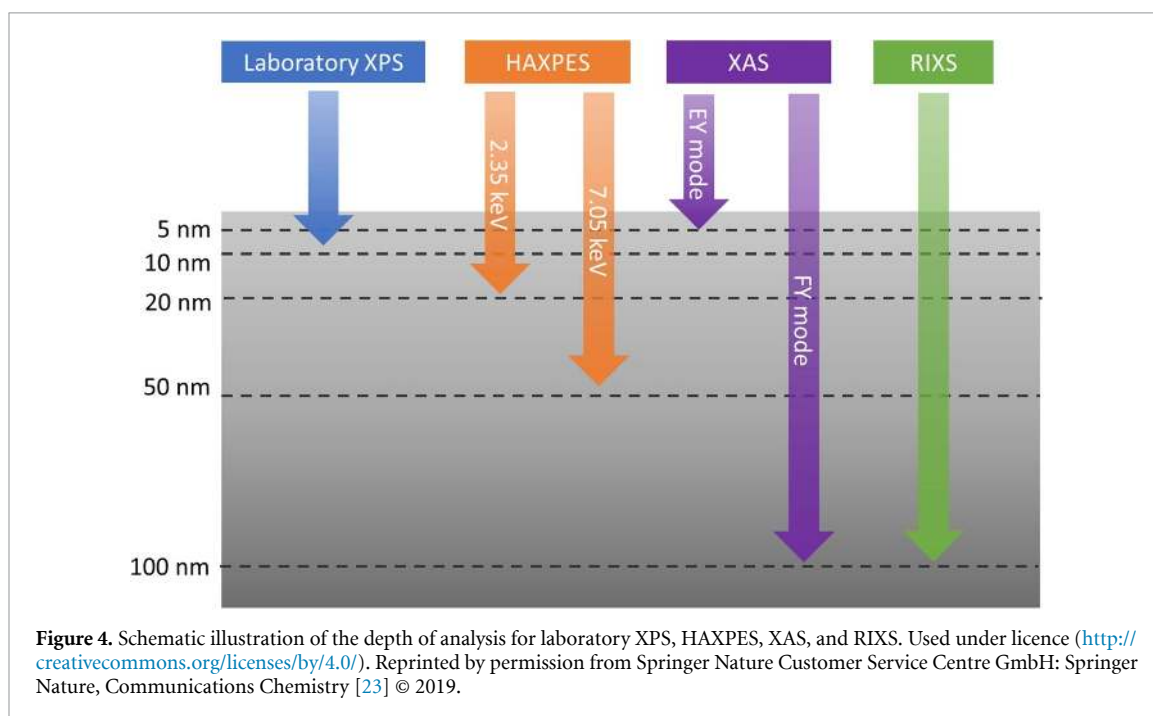 Laboratory XPS
HAXPES
XAS
RIXS
2.35 keV
7.05 keV
EY mode
FY mode
5 nm
10 nm
20 nm
50 nm
100 nm
Figure 4. Schematic illustration of the depth of analysis for laboratory XPS, HAXPES, XAS, and RIXS. Used under licence (http://
creativecommons.org/licenses/by/4.0/). Reprinted by permission from Springer Nature Customer Service Centre GmbH: Springer
Nature, Communications Chemistry [23] © 2019.